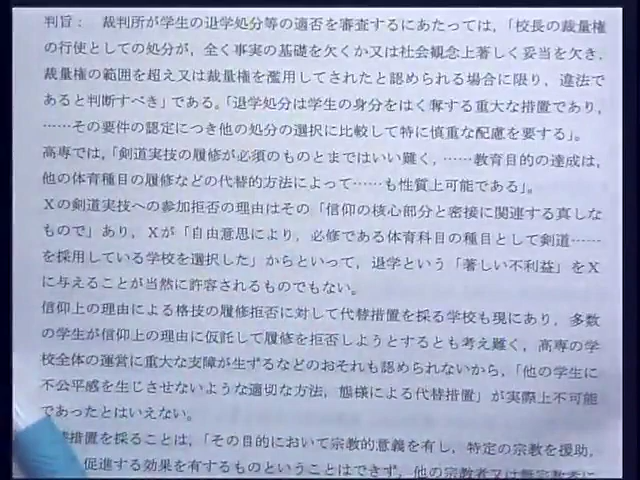 判旨： 裁判所が学生の退学処分等の適否を審査するにあたっては，「校長の裁量権
の行使としての処分が，全く事実の基礎を欠くか又は社会観念上著しく妥当を欠き，
裁量権の範囲を超え又は裁量権を濫用してされたと認められる場合に限り，違法で
あると判断すべき」である。「退学処分は学生の身分をはく奪する重大な措置であり，
……その要件の認定につき他の処分の選択に比較して特に慎重な配慮を要する」。
高専では，「剣道実技の履修が必須のものとまではいい難く，……教育目的の達成は，
他の体育種目の履修などの代替的方法によって……も性質上可能である」。
Ｘの剣道実技への参加拒否の理由はその「信仰の核心部分と密接に関連する真しな
もので」あり，Ｘが「自由意思により，必修である体育科目の種目として剣道……
を採用している学校を選択した」からといって，退学という「著しい不利益」をＸ
に与えることが当然に許容されるものでもない。
信仰上の理由による格技の履修拒否に対して代替措置を採る学校も現にあり，多数
の学生が信仰上の理由に仮託して履修を拒否しようとするとも考え難く，高専の学
校全体の運営に重大な支障が生ずるなどのおそれも認められないから，「他の学生に
不公平感を生じさせないような適切な方法，態様による代替措置」が実際上不可能
であったとはいえない。
措置を採ることは，「その目的において宗教的意義を有し，特定の宗教を援助，
促進する効果を有するものということはできず，他の宗教者又は無宗教者に